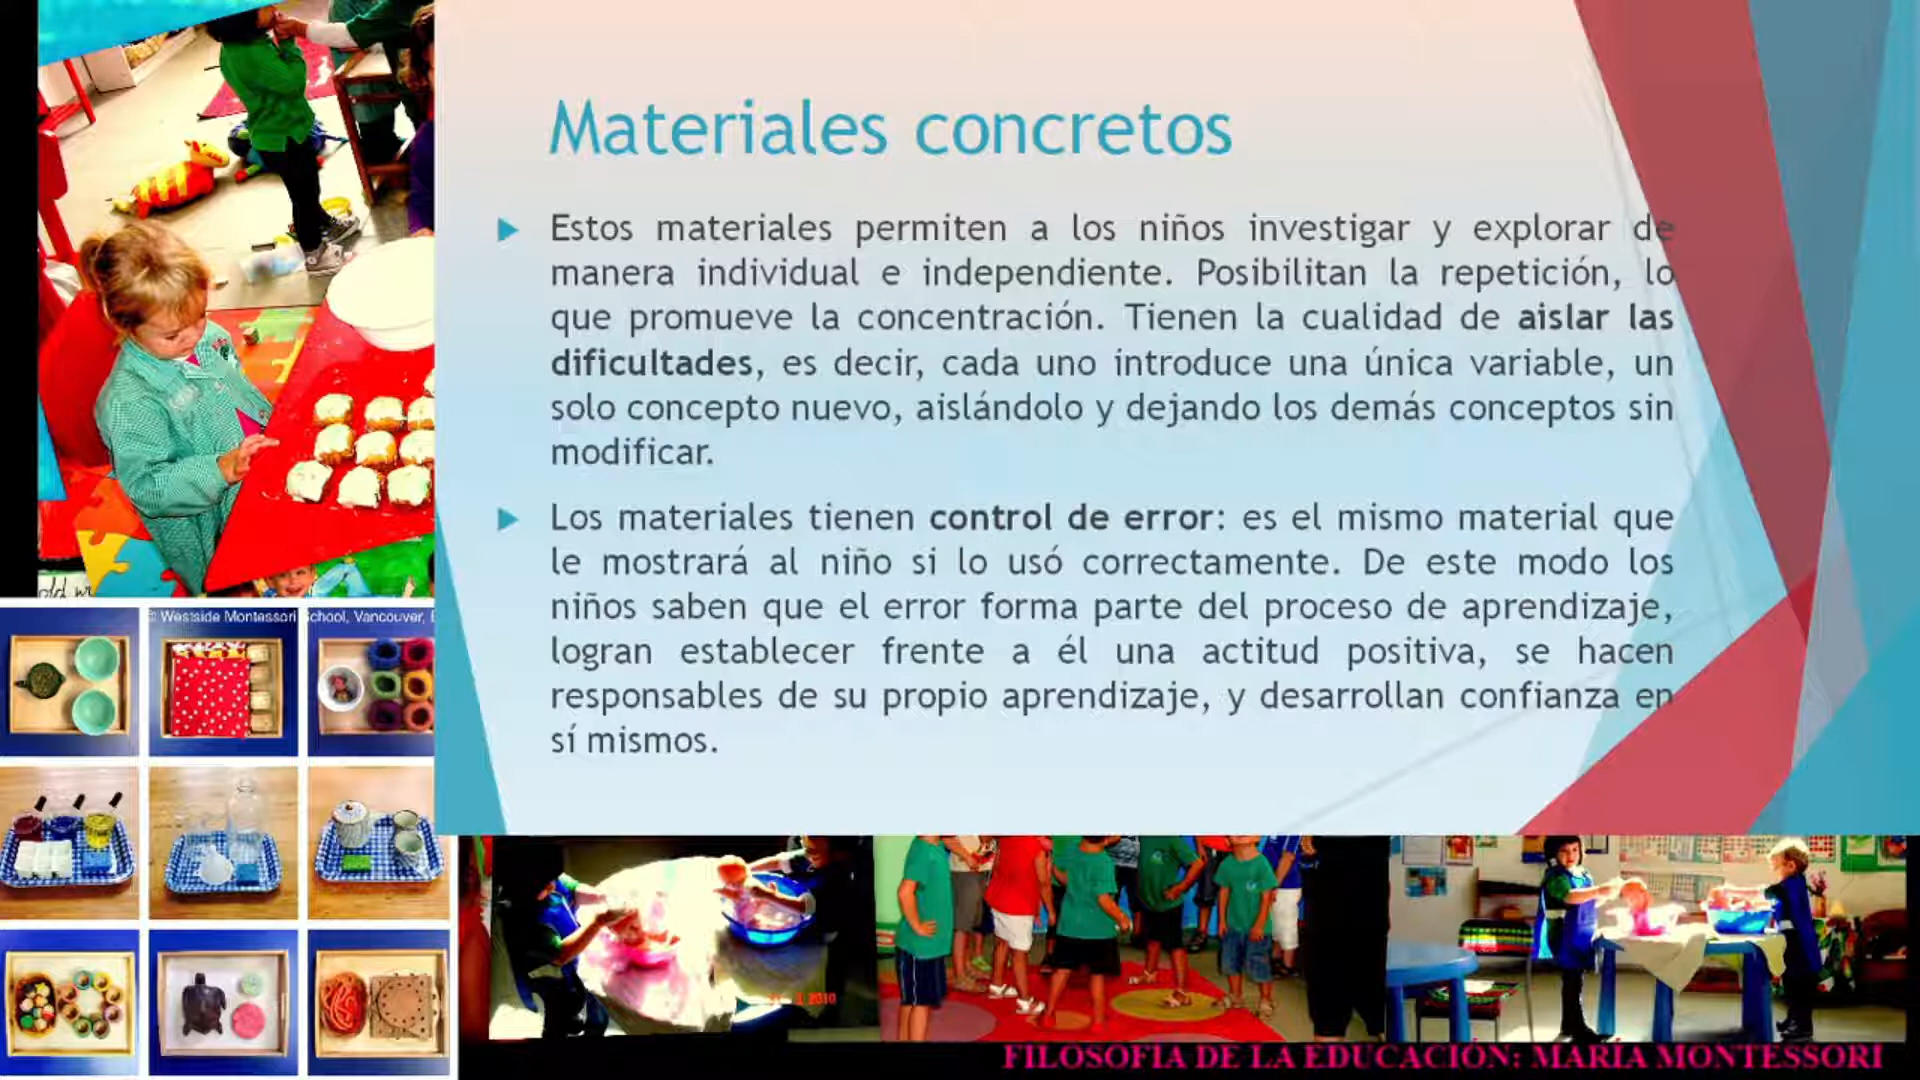 Materiales concretos
Estos materiales permiten a los niños investigar y explorar de
manera individual e independiente. Posibilitan la repetición, lo
que promueve la concentración. Tienen la cualidad de aislar las
dificultades, es decir, cada uno introduce una única variable, un
solo concepto nuevo, aislándolo y dejando los demás conceptos sin
modificar.
Los materiales tienen control de error: es el mismo material que
le mostrará al niño si lo usó correctamente. De este modo los
niños saben que el error forma parte del proceso de aprendizaje,
logran establecer frente a él una actitud positiva, se hacen
responsables de su propio aprendizaje, y desarrollan confianza en
sí mismos.
© Westside Montessori School, Vancouver,
2010
FILOSOFIA DE LA EDUCACIÓN: MARIA MONTESSORI